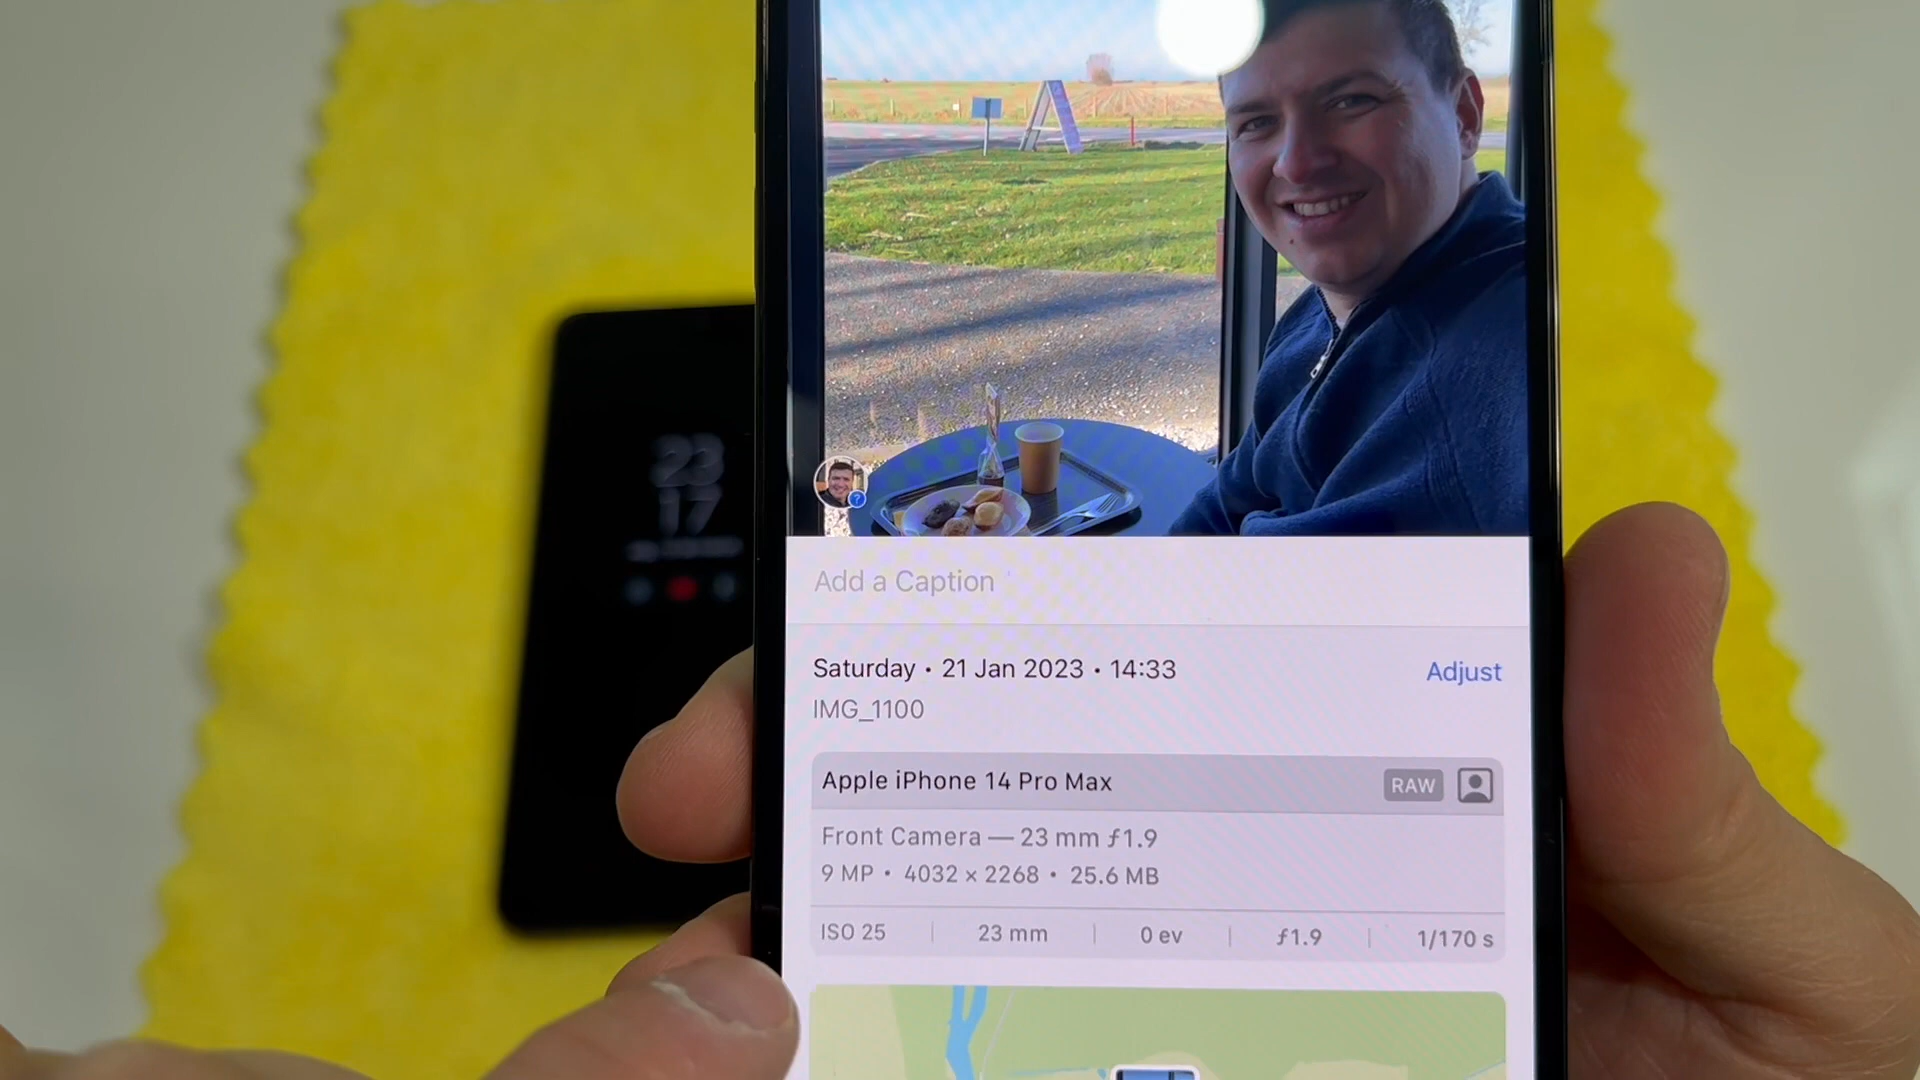 23
17
?
Add a Caption
Saturday • 21 Jan 2023 • 14:33
Adjust
IMG_1100
Apple iPhone 14 Pro Max
RAW
Front Camera — 23 mm ƒ1.9
9 MP • 4032 × 2268 • 25.6 MB
ISO 25 | 23 mm | 0 ev | ƒ1.9 | 1/170 s